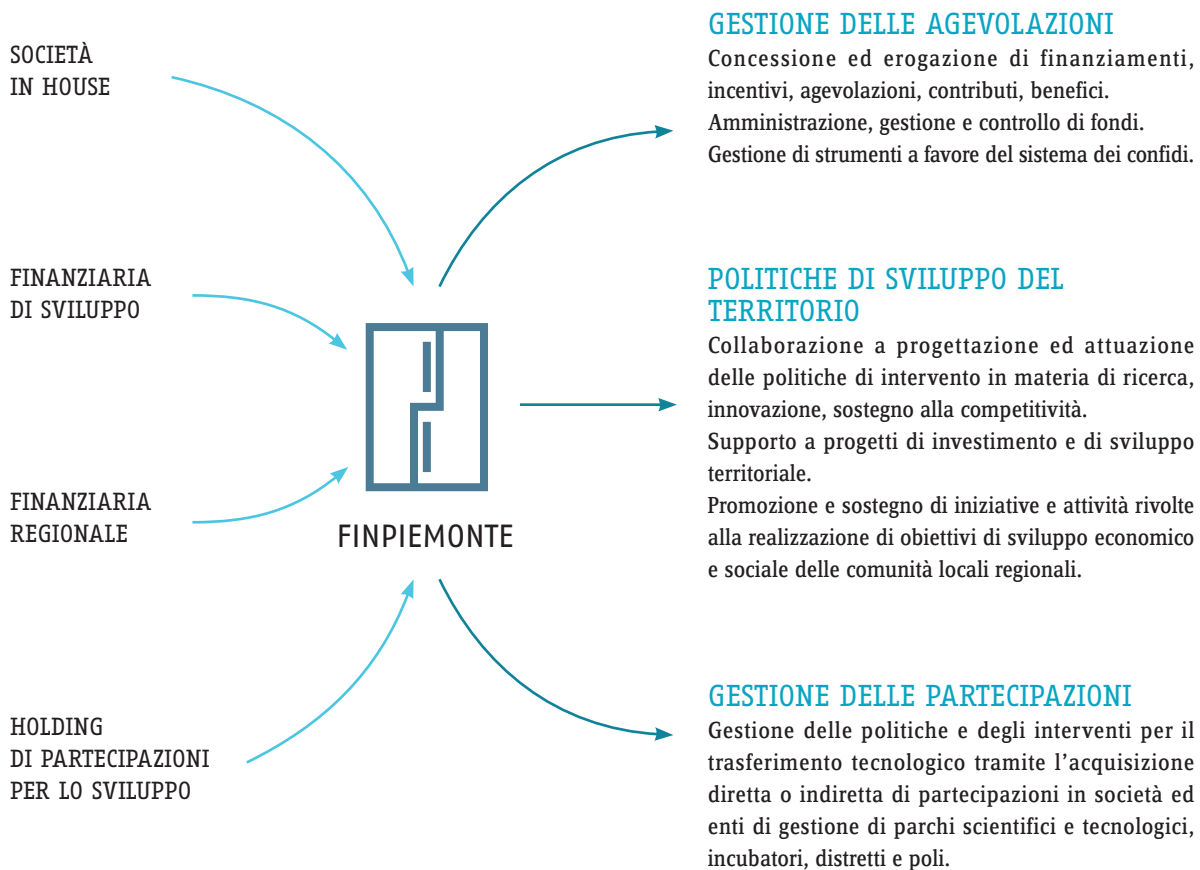 SOCIETÀ
IN HOUSE
FINANZIARIA
DI SVILUPPO
FINANZIARIA
REGIONALE
HOLDING
DI PARTECIPAZIONI
PER LO SVILUPPO
FINPIEMONTE
GESTIONE DELLE AGEVOLAZIONI
Concessione ed erogazione di finanziamenti,
incentivi, agevolazioni, contributi, benefici.
Amministrazione, gestione e controllo di fondi.
Gestione di strumenti a favore del sistema dei confidi.
POLITICHE DI SVILUPPO DEL
TERRITORIO
Collaborazione a progettazione ed attuazione
delle politiche di intervento in materia di ricerca,
innovazione, sostegno alla competitività.
Supporto a progetti di investimento e di sviluppo
territoriale.
Promozione e sostegno di iniziative e attività rivolte
alla realizzazione di obiettivi di sviluppo economico
e sociale delle comunità locali regionali.
GESTIONE DELLE PARTECIPAZIONI
Gestione delle politiche e degli interventi per il
trasferimento tecnologico tramite l’acquisizione
diretta o indiretta di partecipazioni in società ed
enti di gestione di parchi scientifici e tecnologici,
incubatori, distretti e poli.